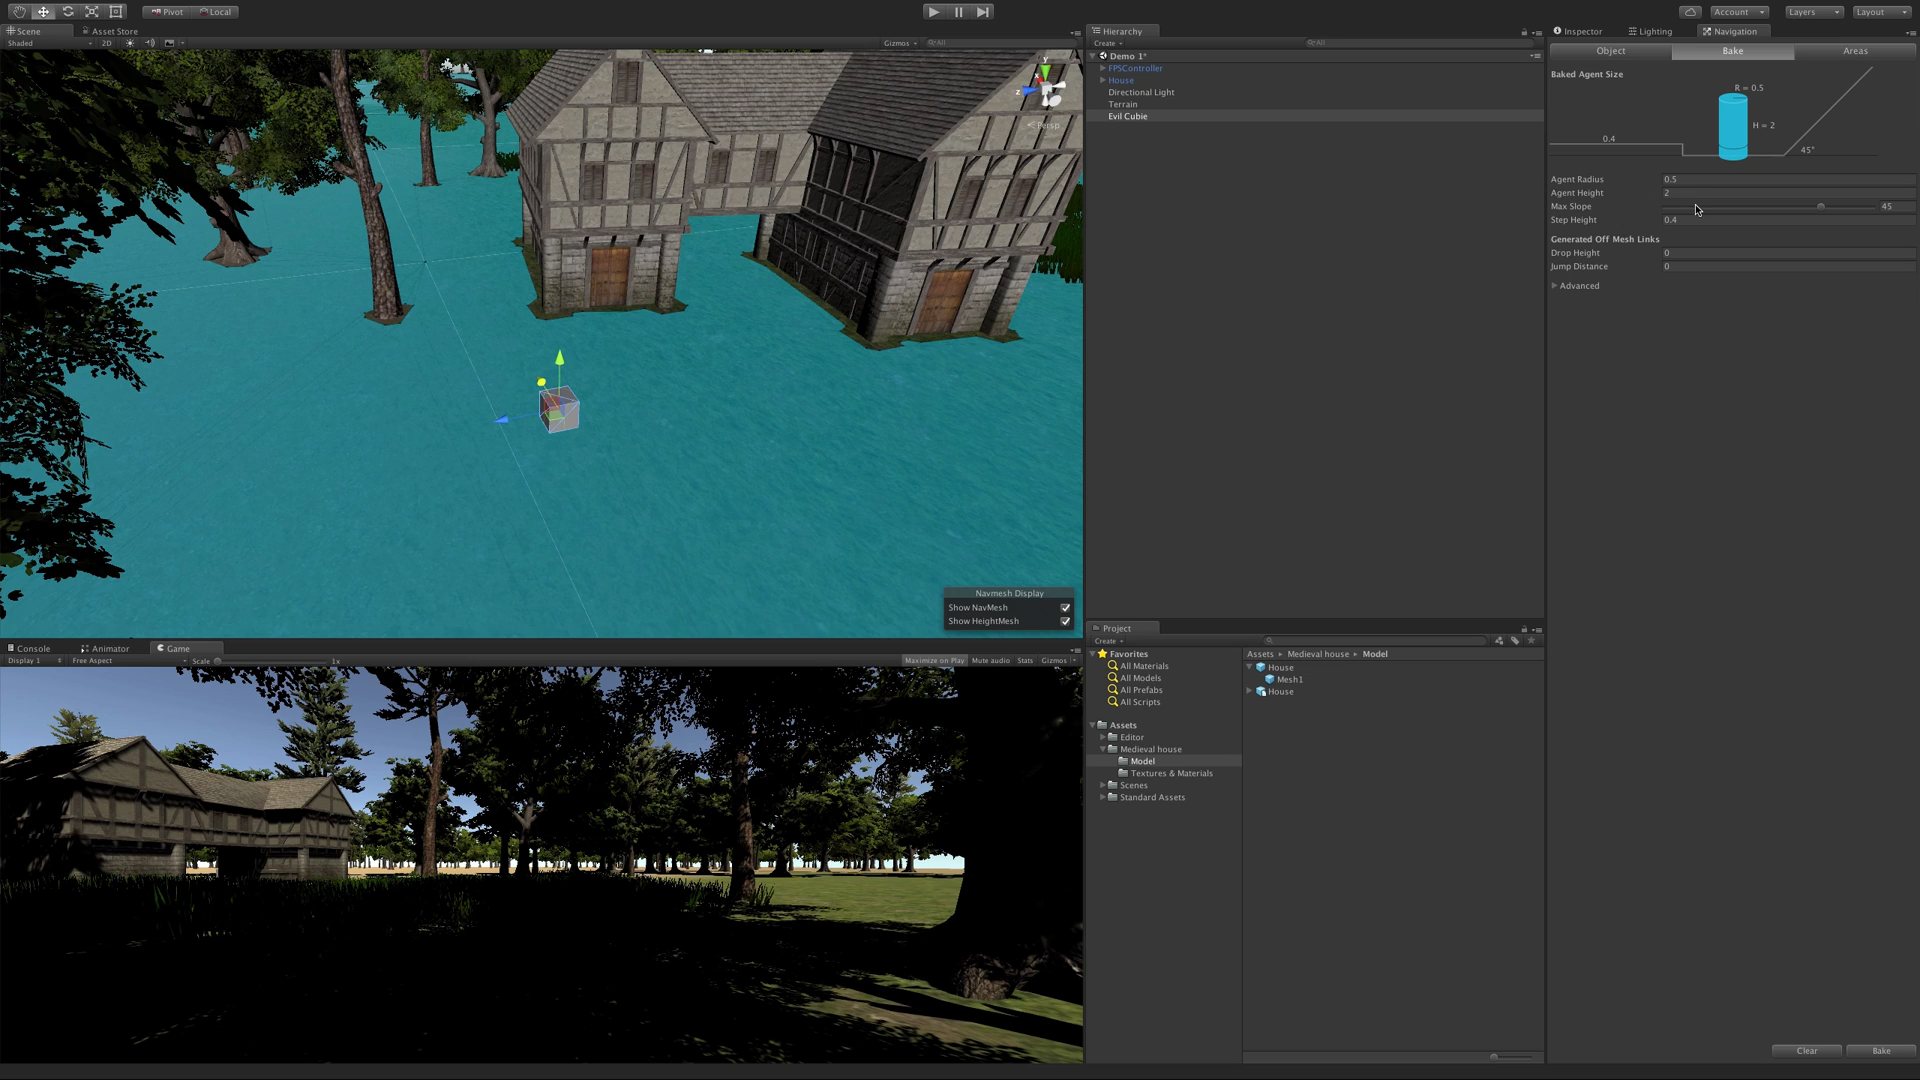 Pivot Local
Account Layers Layout
Scene Asset Store
Shaded 2D Gizmos All
y
x
z
Persp
Navmesh Display
Show NavMesh
Show HeightMesh
Console Animator Game
Display 1 Free Aspect Scale 1x Maximize on Play Mute audio Stats Gizmos
Hierarchy
Create All
Demo 1*
FPSController
House
Directional Light
Terrain
Evil Cubie
Project
Create
Favorites
All Materials
All Models
All Prefabs
All Scripts
Assets
Editor
Medieval house
Model
Textures & Materials
Scenes
Standard Assets
Assets Medieval house Model
House
Mesh1
House
Inspector Lighting Navigation
Object Bake Areas
Baked Agent Size
R = 0.5
H = 2
0.4
45°
Agent Radius 0.5
Agent Height 2
Max Slope 45
Step Height 0.4
Generated Off Mesh Links
Drop Height 0
Jump Distance 0
Advanced
Clear Bake